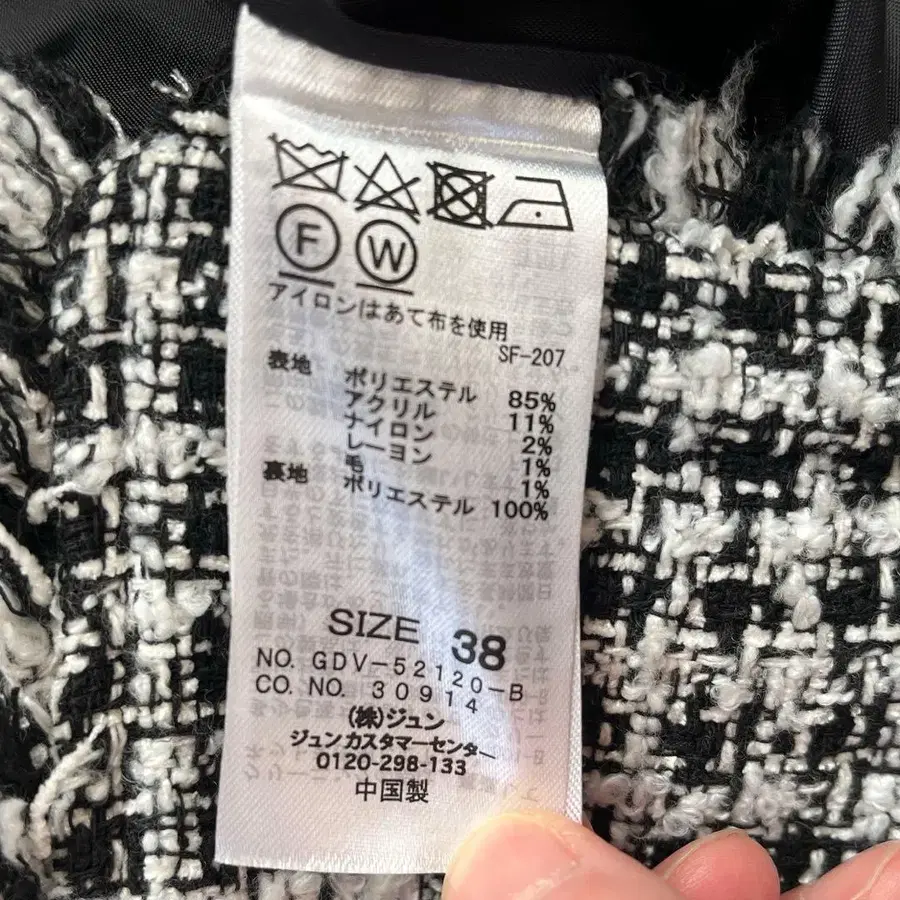 F W
アイロンはあて布を使用
SF-207
表地 ポリエステル 85%
アクリル 11%
ナイロン 2%
レーヨン 1%
毛 1%
裏地 ポリエステル 100%
SIZE 38
NO. GDV-52120-B
CO. NO. 30914
(株)ジュン
ジュンカスタマーセンター
0120-298-133
中国製